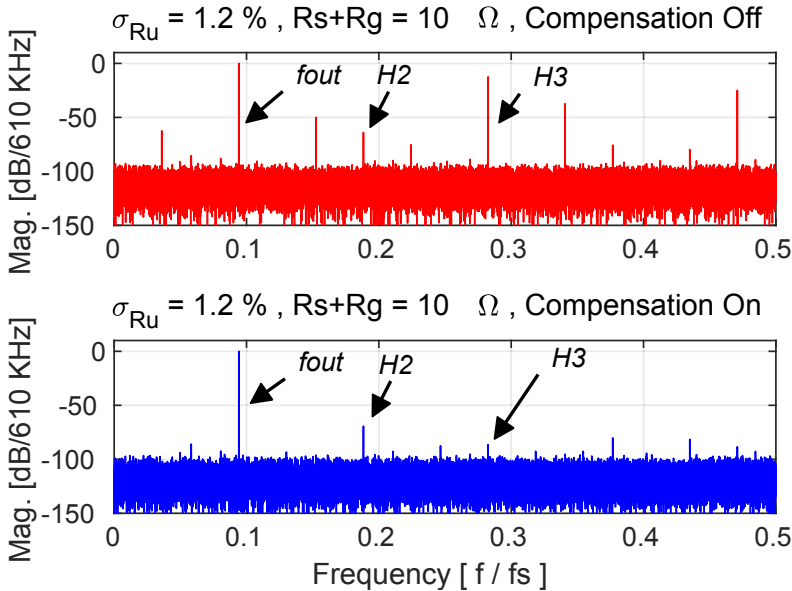 σRu = 1.2 % , Rs+Rg = 10 Ω , Compensation Off
Mag. [dB/610 KHz]
0
-50
-100
-150
fout
H2
H3
0 0.1 0.2 0.3 0.4 0.5
σRu = 1.2 % , Rs+Rg = 10 Ω , Compensation On
Mag. [dB/610 KHz]
0
-50
-100
-150
fout
H2
H3
0 0.1 0.2 0.3 0.4 0.5
Frequency [ f / fs ]